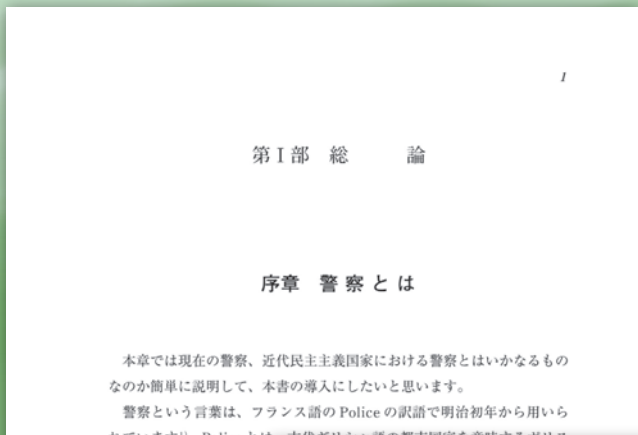 1
第Ⅰ部 総 論
序章 警察とは
本章では現在の警察、近代民主主義国家における警察とはいかなるもの
なのか簡単に説明して、本書の導入にしたいと思います。
警察という言葉は、フランス語のPoliceの訳語で明治初年から用いら